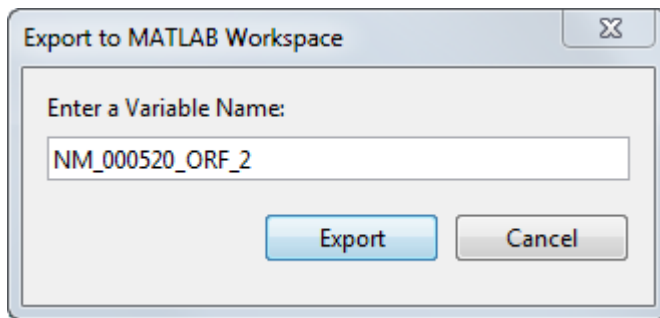 Export to MATLAB Workspace
Enter a Variable Name:
NM_000520_ORF_2
Export Cancel